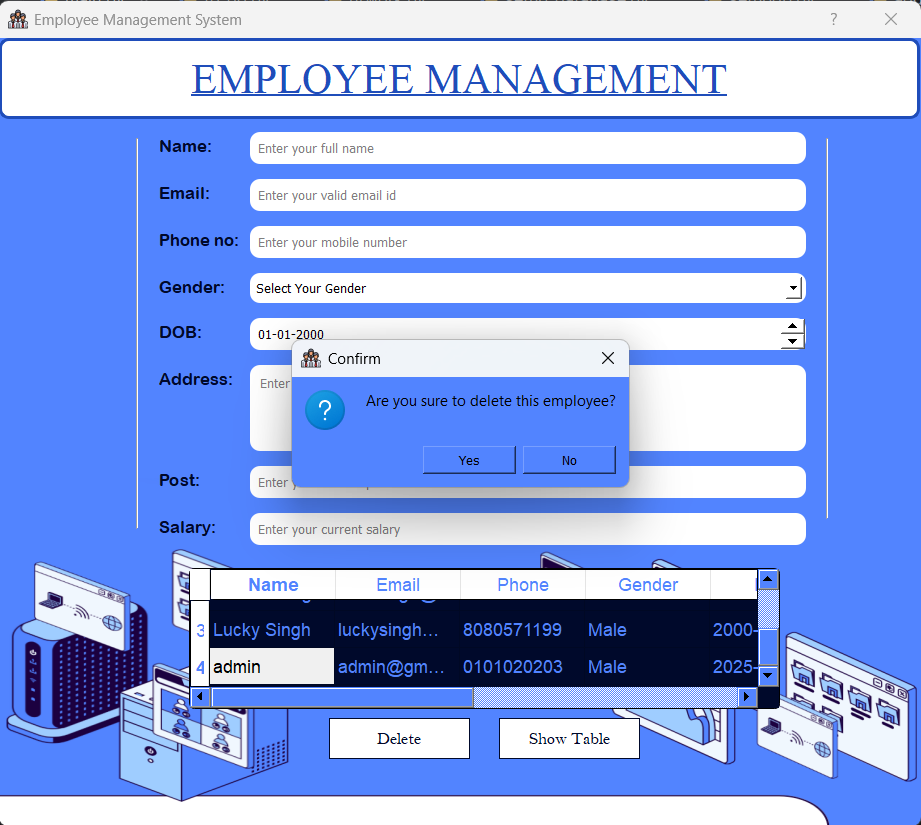 Employee Management System
?
EMPLOYEE MANAGEMENT
Name:
Enter your full name
Email:
Enter your valid email id
Phone no:
Enter your mobile number
Gender:
Select Your Gender
DOB:
01-01-2000
Confirm
Address:
Enter
?
Are you sure to delete this employee?
Yes
No
Post:
Enter
Salary:
Enter your current salary
Name Email Phone Gender
3 Lucky Singh luckysingh... 8080571199 Male 2000-
4 admin admin@gm... 0101020203 Male 2025-
Delete
Show Table